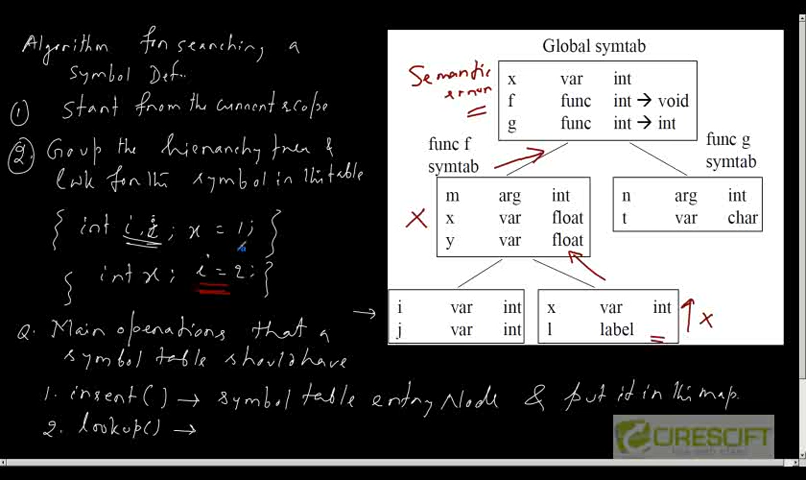 Algorithm for searching a
Symbol Def..
① Start from the current scope
② Go up the hierarchy tree &
look for this symbol in this table
{ int i, j; x = 1; }
{ int x; i = 2; }
Q. Main operations that a
symbol table should have
1. insert() → symbol table entry Node & put it in this map.
2. lookup() →
Global symtab
Semantic
error
x var int
f func int → void
g func int → int
func f
symtab
func g
symtab
m arg int
x var float
y var float
X
n arg int
t var char
i var int
j var int
x var int
l label
X